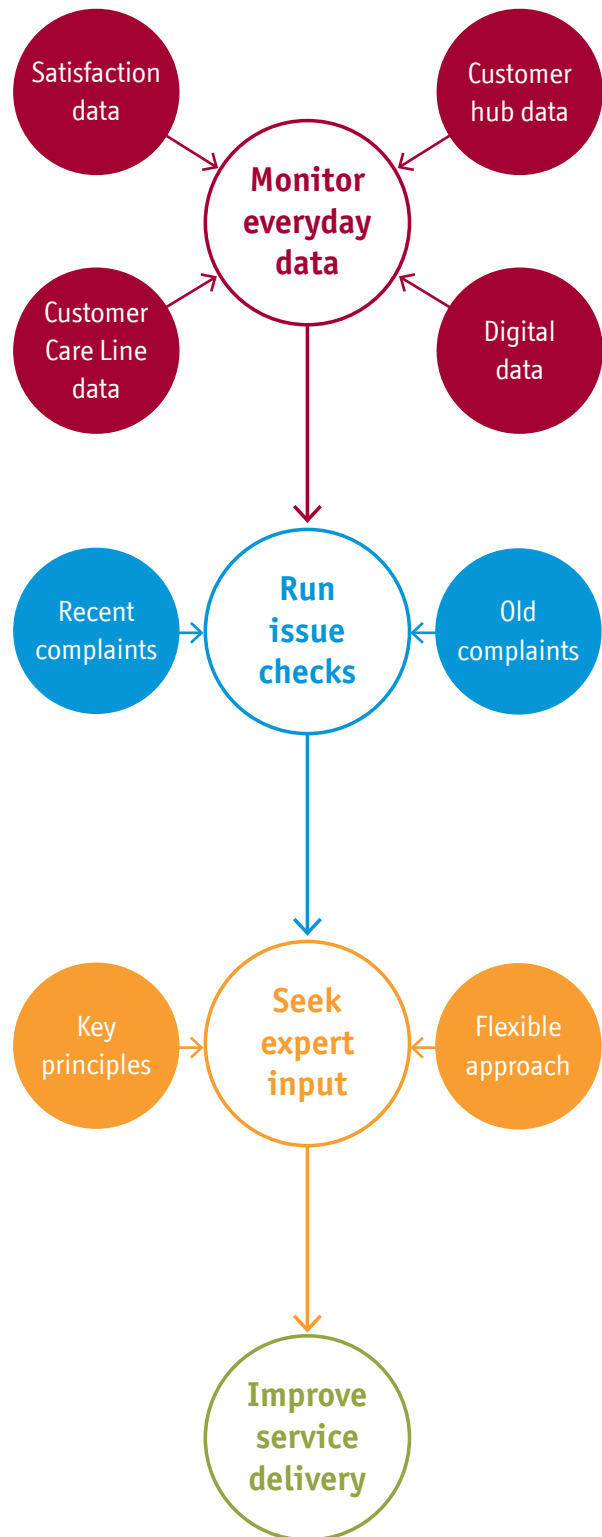 Satisfaction
data
Customer
hub data
Monitor
everyday
data
Customer
Care Line
data
Digital
data
Recent
complaints
Run
issue
checks
Old
complaints
Key
principles
Seek
expert
input
Flexible
approach
Improve
service
delivery